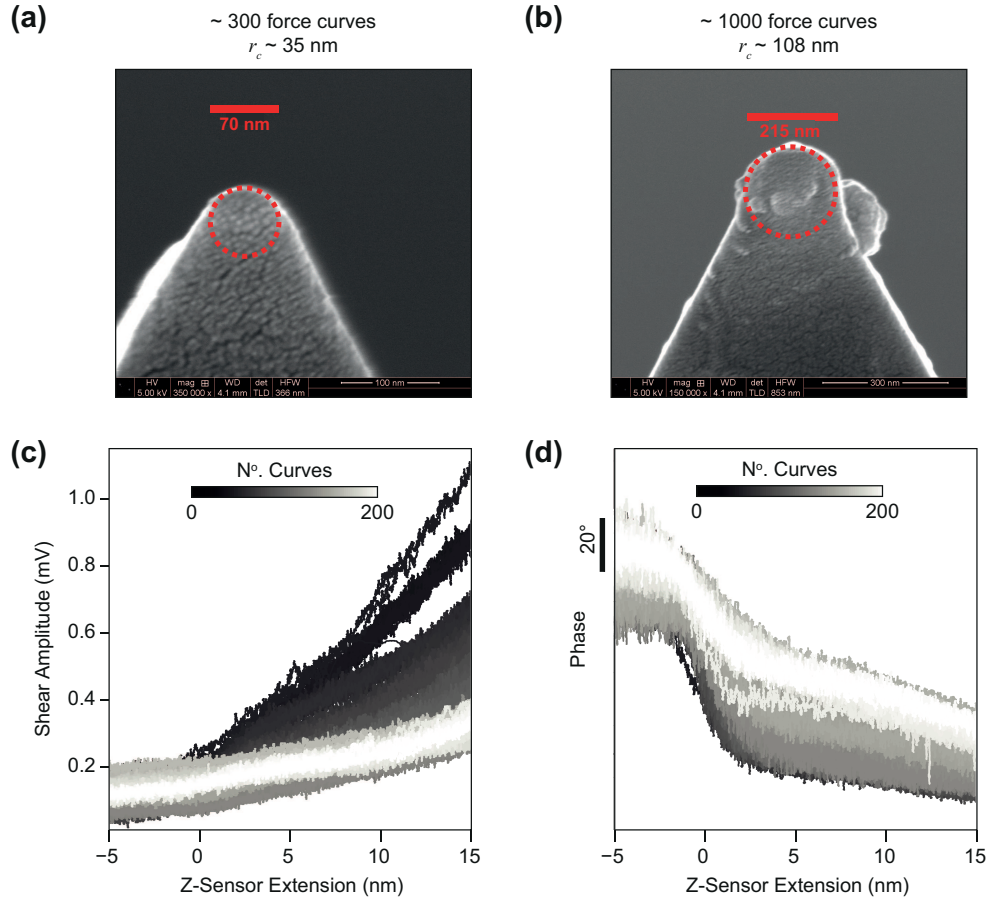 (a)
~ 300 force curves
r_c ~ 35 nm
70 nm
HV mag WD det HFW
5.00 kV 350 000 x 4.1 mm TLD 366 nm
100 nm
(b)
~ 1000 force curves
r_c ~ 108 nm
215 nm
HV mag WD det HFW
5.00 kV 150 000 x 4.1 mm TLD 853 nm
300 nm
(c)
Nº. Curves
0 200
Shear Amplitude (mV)
1.0
0.8
0.6
0.4
0.2
−5 0 5 10 15
Z-Sensor Extension (nm)
(d)
Nº. Curves
0 200
20°
Phase
−5 0 5 10 15
Z-Sensor Extension (nm)